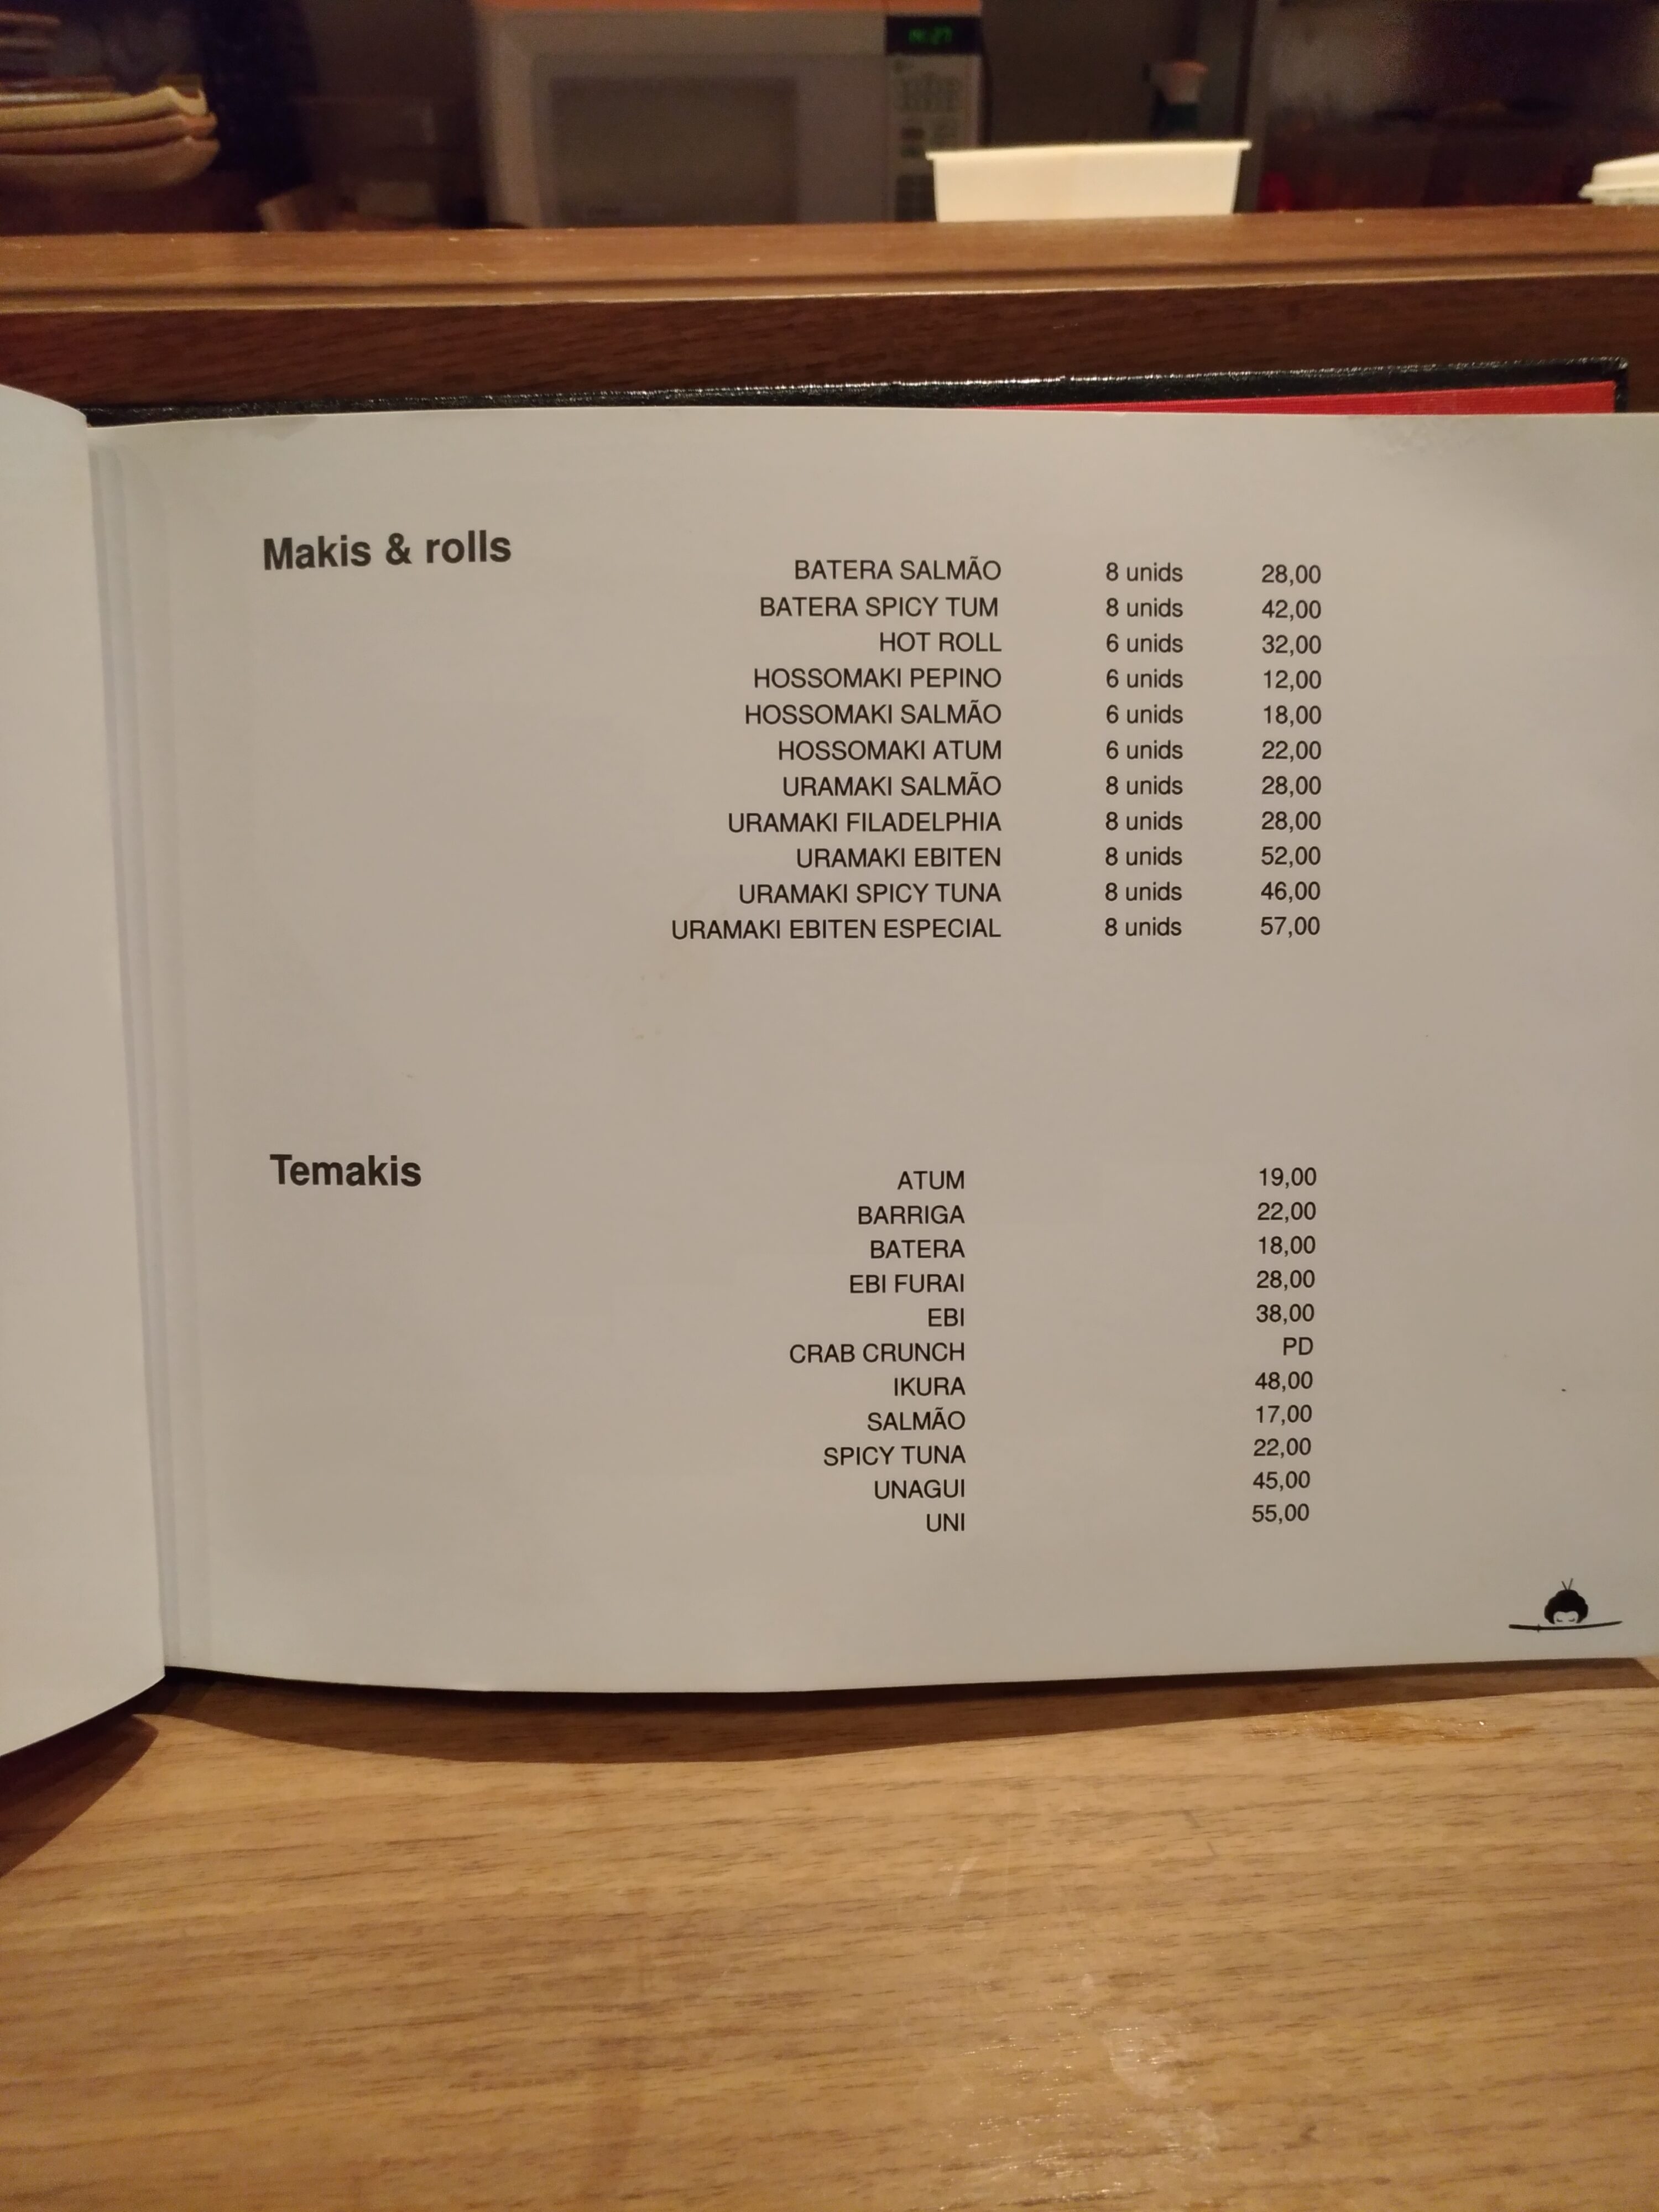 Makis & rolls
BATERA SALMÃO 8 unids 28,00
BATERA SPICY TUM 8 unids 42,00
HOT ROLL 6 unids 32,00
HOSSOMAKI PEPINO 6 unids 12,00
HOSSOMAKI SALMÃO 6 unids 18,00
HOSSOMAKI ATUM 6 unids 22,00
URAMAKI SALMÃO 8 unids 28,00
URAMAKI FILADELPHIA 8 unids 28,00
URAMAKI EBITEN 8 unids 52,00
URAMAKI SPICY TUNA 8 unids 46,00
URAMAKI EBITEN ESPECIAL 8 unids 57,00
Temakis
ATUM 19,00
BARRIGA 22,00
BATERA 18,00
EBI FURAI 28,00
EBI 38,00
CRAB CRUNCH PD
IKURA 48,00
SALMÃO 17,00
SPICY TUNA 22,00
UNAGUI 45,00
UNI 55,00